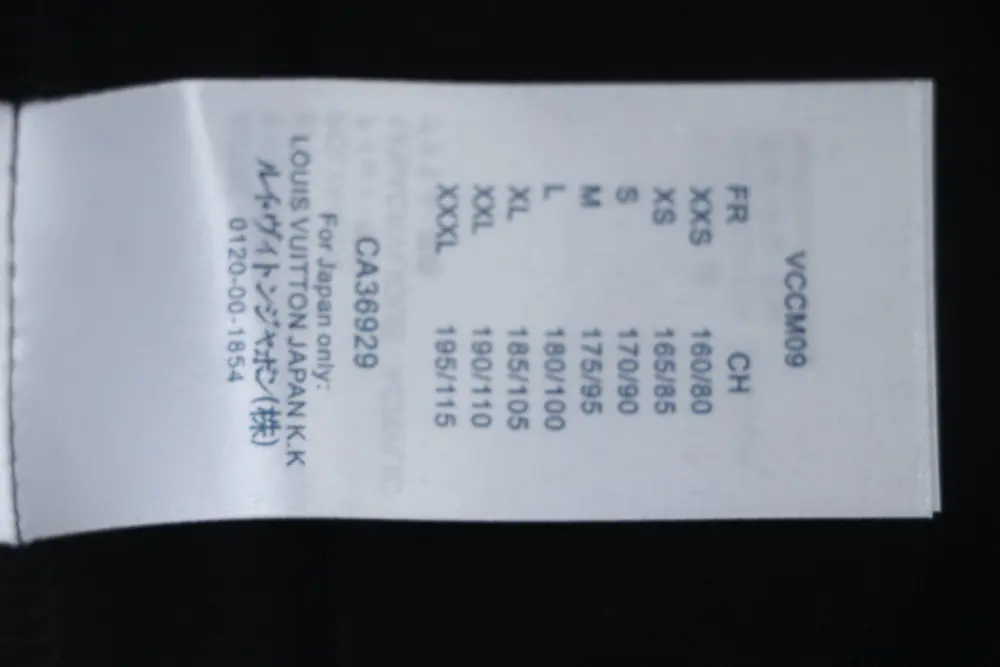 VCCM09
FR CH
XXS 160/80
XS 165/85
S 170/90
M 175/95
L 180/100
XL 185/105
XXL 190/110
XXXL 195/115
CA36929
For Japan only:
LOUIS VUITTON JAPAN K.K
ルイ・ヴィトンジャポン(株)
0120-00-1854